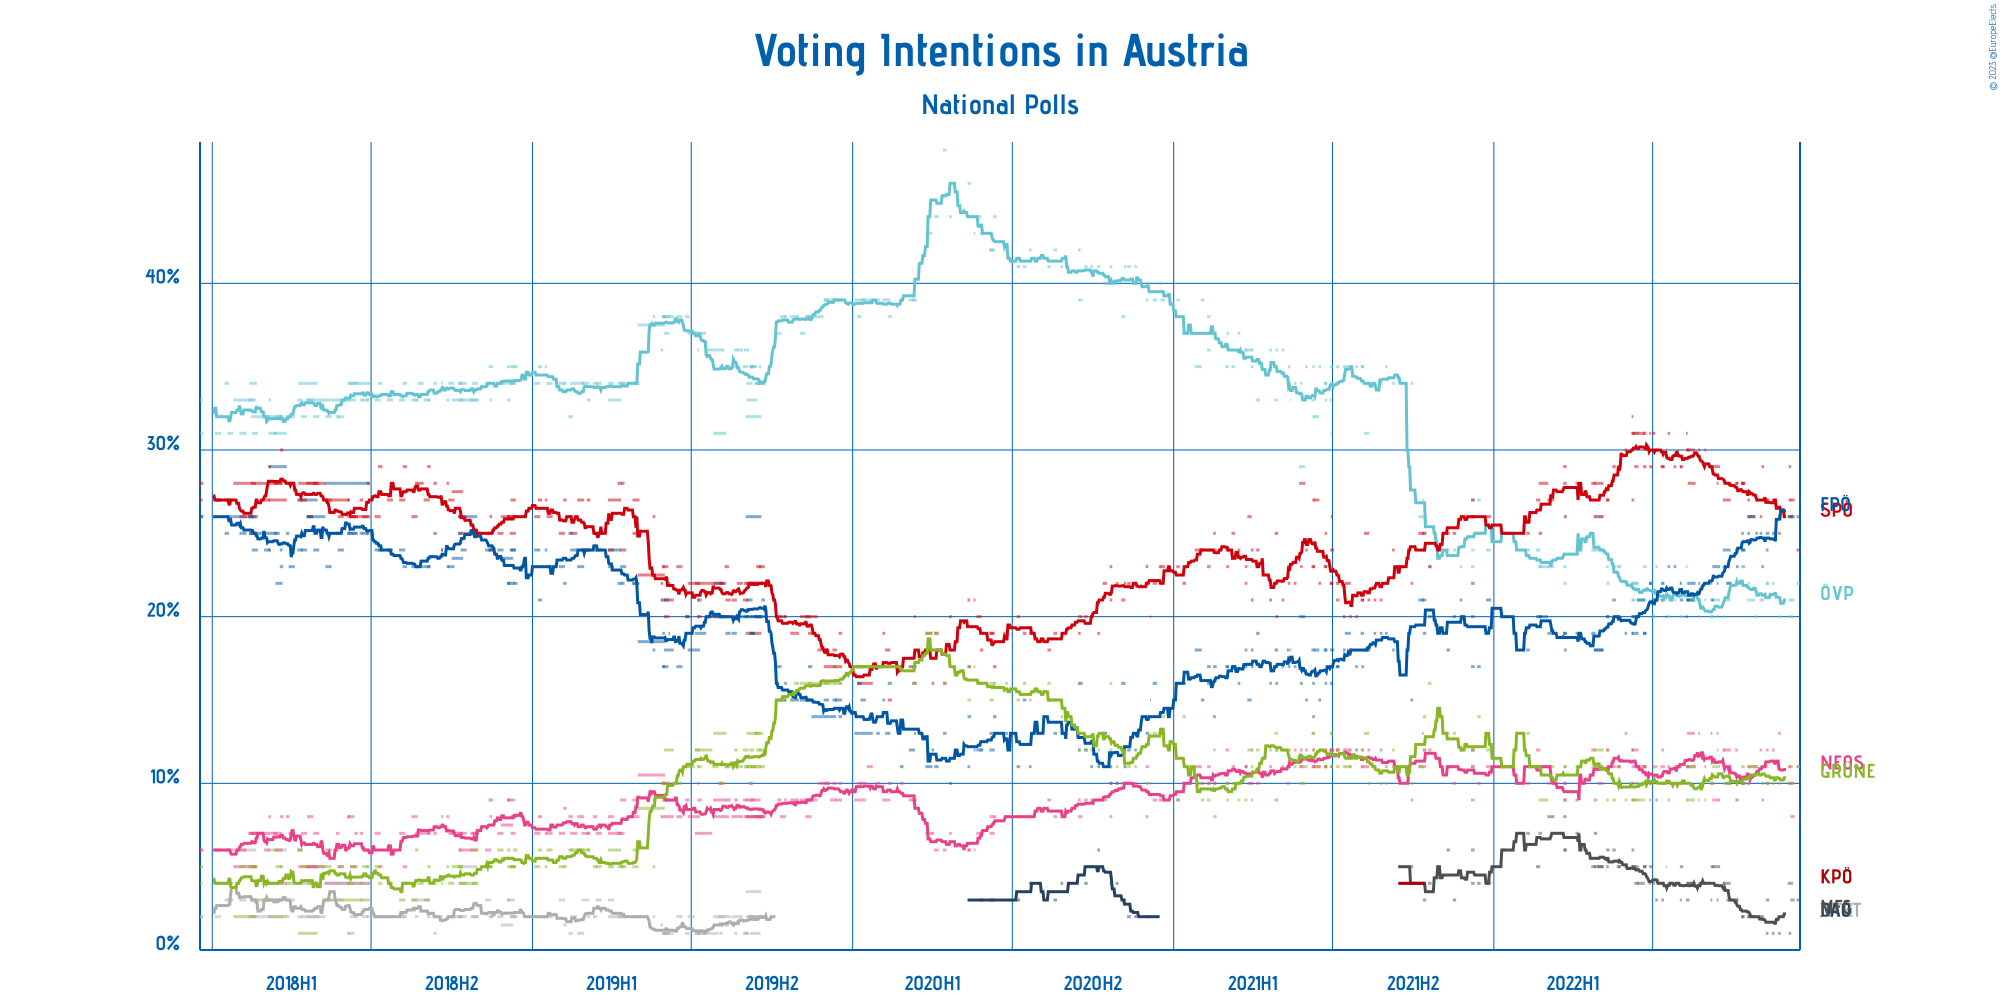 © 2023 @EuropeElects
Voting Intentions in Austria
National Polls
40%
30%
20%
10%
0%
FPÖ
SPÖ
ÖVP
NEOS
GRÜNE
KPÖ
2018H1 2018H2 2019H1 2019H2 2020H1 2020H2 2021H1 2021H2 2022H1